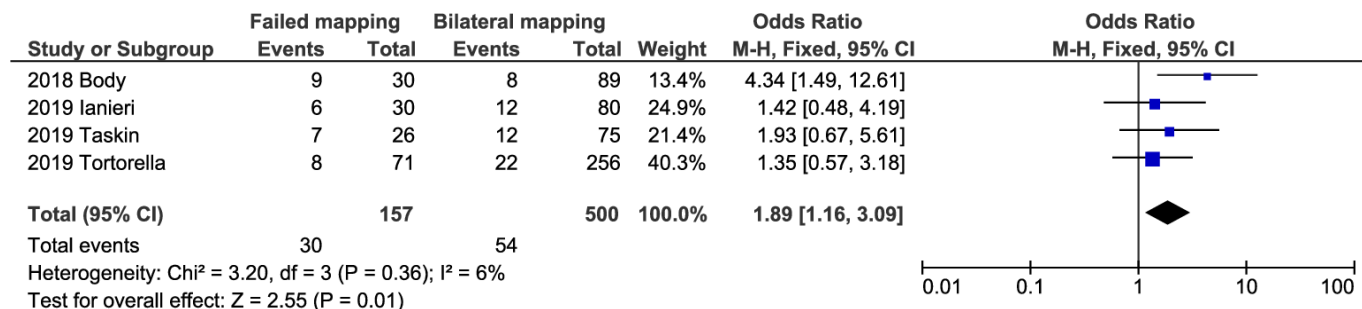 Failed mapping Bilateral mapping Odds Ratio Odds Ratio
Study or Subgroup Events Total Events Total Weight M-H, Fixed, 95% CI M-H, Fixed, 95% CI
2018 Body 9 30 8 89 13.4% 4.34 [1.49, 12.61]
2019 Ianieri 6 30 12 80 24.9% 1.42 [0.48, 4.19]
2019 Taskin 7 26 12 75 21.4% 1.93 [0.67, 5.61]
2019 Tortorella 8 71 22 256 40.3% 1.35 [0.57, 3.18]
Total (95% CI) 157 500 100.0% 1.89 [1.16, 3.09]
Total events 30 54
Heterogeneity: Chi² = 3.20, df = 3 (P = 0.36); I² = 6%
Test for overall effect: Z = 2.55 (P = 0.01)
0.01 0.1 1 10 100